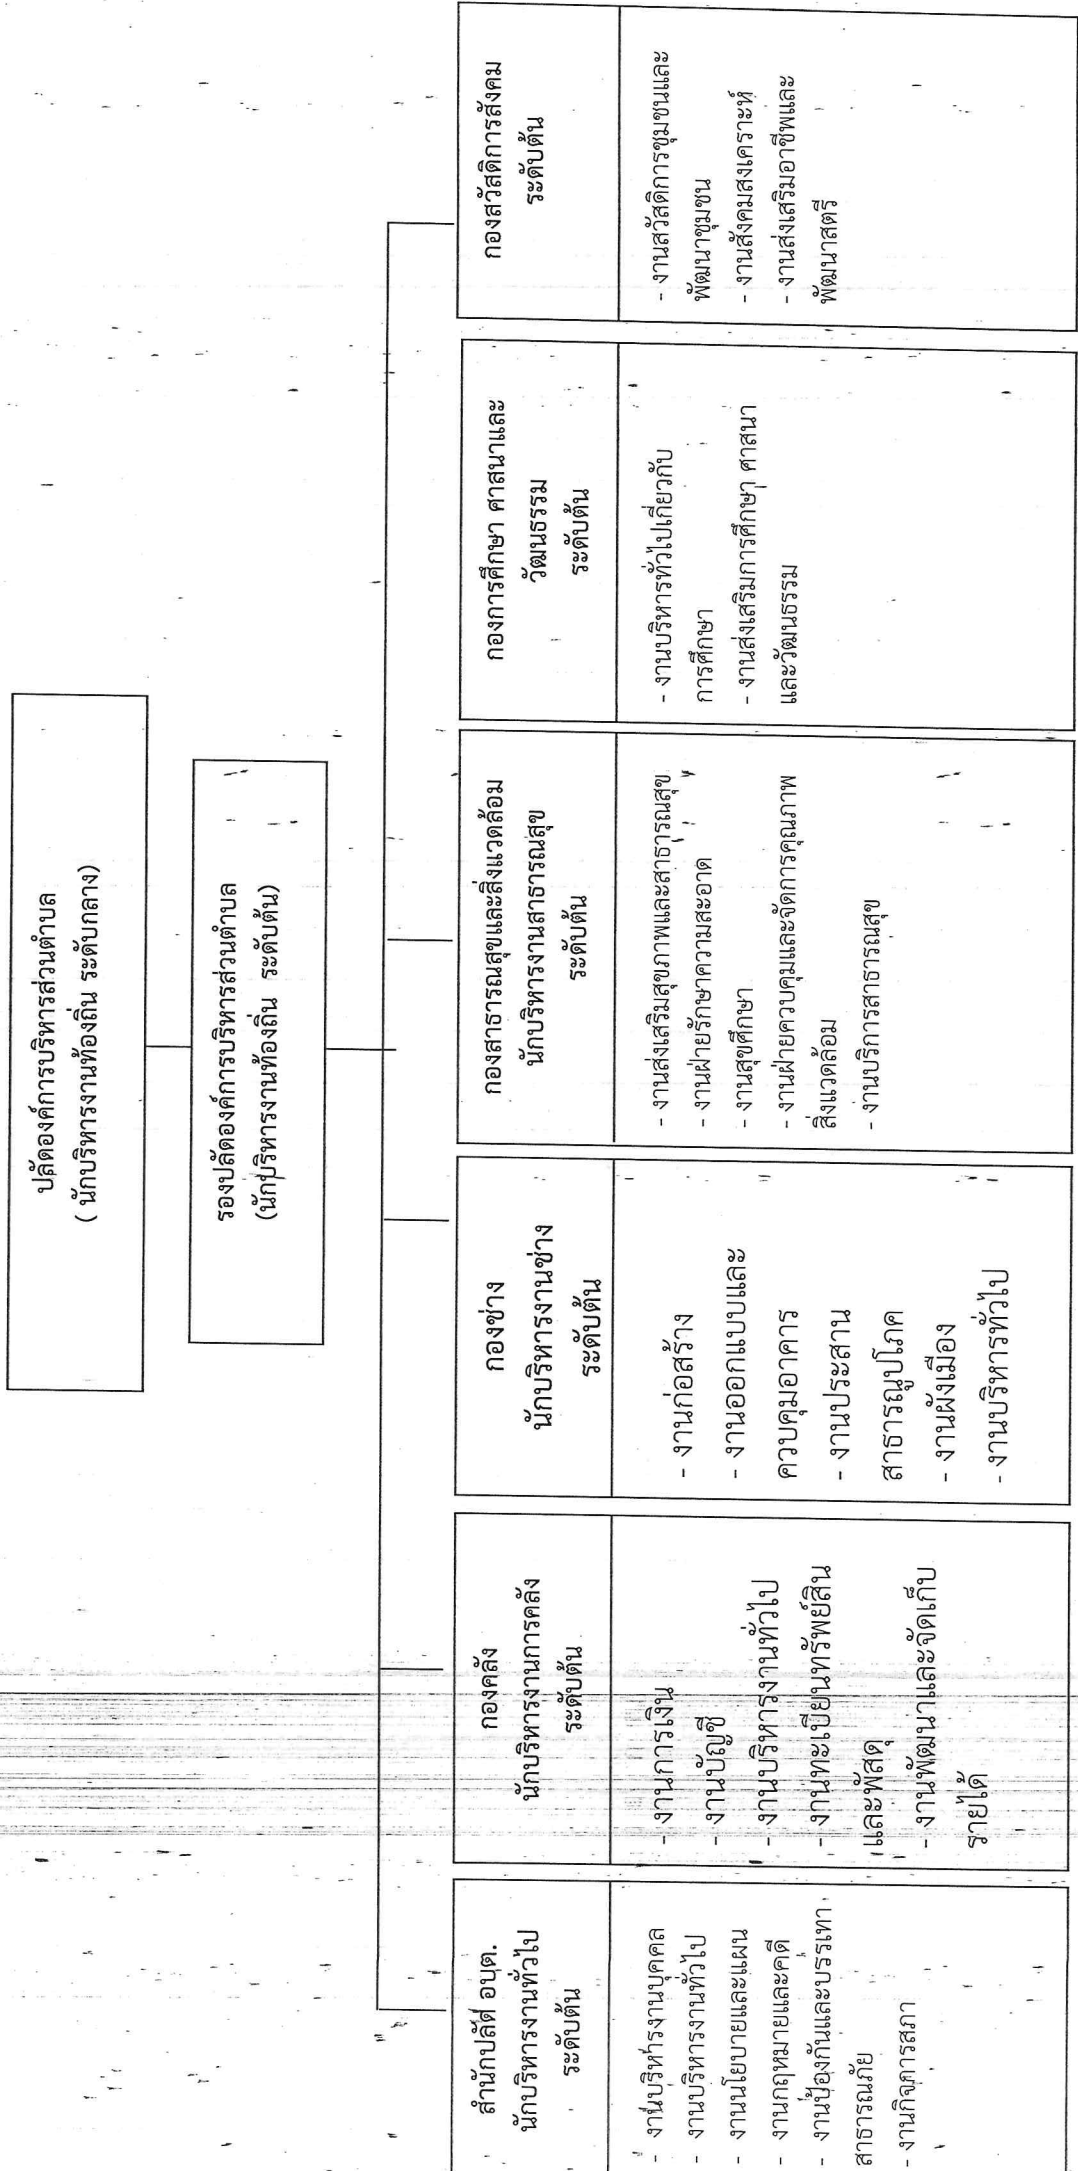 ปลัดองค์การบริหารส่วนตำบล
( นักบริหารงานท้องถิ่น ระดับกลาง)
รองปลัดองค์การบริหารส่วนตำบล
(นักบริหารงานท้องถิ่น ระดับต้น)
สำนักปลัด อบต.
นักบริหารงานทั่วไป
ระดับต้น
- งานบริหารงานบุคคล
- งานบริหารงานทั่วไป
- งานนโยบายและแผน
- งานกฎหมายและคดี
- งานป้องกันและบรรเทา
สาธารณภัย
- งานกิจการสภา
กองคลัง
นักบริหารงานการคลัง
ระดับต้น
- งานการเงิน
- งานบัญชี
- งานบริหารงานทั่วไป
- งานทะเบียนทรัพย์สิน
และพัสดุ
- งานพัฒนาและจัดเก็บ
รายได้
กองช่าง
นักบริหารงานช่าง
ระดับต้น
- งานก่อสร้าง
- งานออกแบบและ
ควบคุมอาคาร
- งานประสาน
สาธารณูปโภค
- งานผังเมือง
- งานบริหารทั่วไป
กองสาธารณสุขและสิ่งแวดล้อม
นักบริหารงานสาธารณสุข
ระดับต้น
- งานส่งเสริมสุขภาพและสาธารณสุข
- งานฝ่ายรักษาความสะอาด
- งานสุขศึกษา
- งานฝ่ายควบคุมและจัดการคุณภาพ
สิ่งแวดล้อม
- งานบริการสาธารณสุข
กองการศึกษา ศาสนาและ
วัฒนธรรม
ระดับต้น
- งานบริหารทั่วไปเกี่ยวกับ
การศึกษา
- งานส่งเสริมการศึกษา ศาสนา
และวัฒนธรรม
กองสวัสดิการสังคม
ระดับต้น
- งานสวัสดิการชุมชนและ
พัฒนาชุมชน
- งานสังคมสงเคราะห์
- งานส่งเสริมอาชีพและ
พัฒนาสตรี